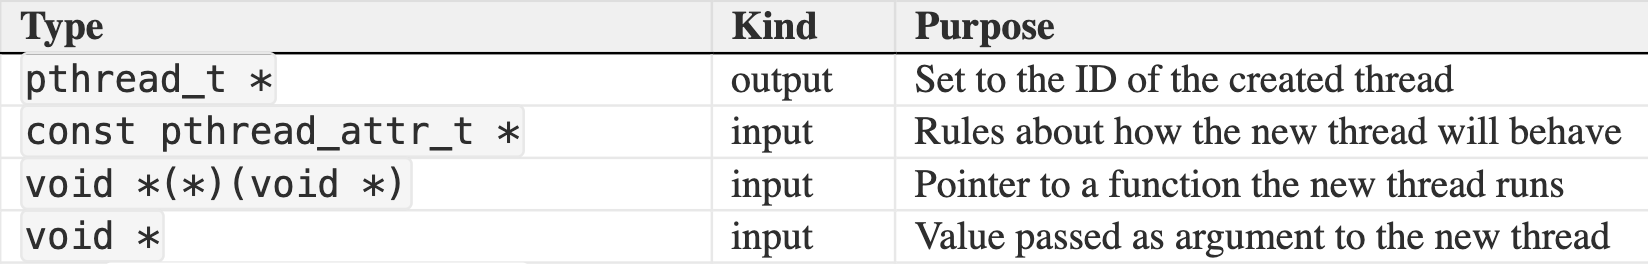 Type Kind Purpose
pthread_t * output Set to the ID of the created thread
const pthread_attr_t * input Rules about how the new thread will behave
void *(*)(void *) input Pointer to a function the new thread runs
void * input Value passed as argument to the new thread